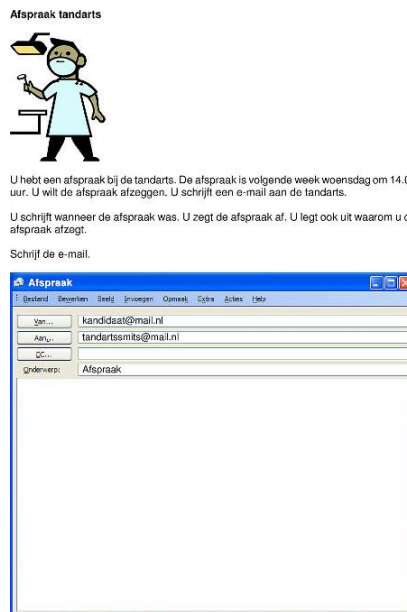 Afspraak tandarts
U hebt een afspraak bij de tandarts. De afspraak is volgende week woensdag om 14.0
uur. U wilt de afspraak afzeggen. U schrijft een e-mail aan de tandarts.
U schrijft wanneer de afspraak was. U zegt de afspraak af. U legt ook uit waarom u d
afspraak afzegt.
Schrijf de e-mail.
Afspraak
Bestand Bewerken Beeld Invoegen Opmaak Extra Acties Help
Van... kandidaat@mail.nl
Aan... tandartssmits@mail.nl
CC...
Onderwerp: Afspraak